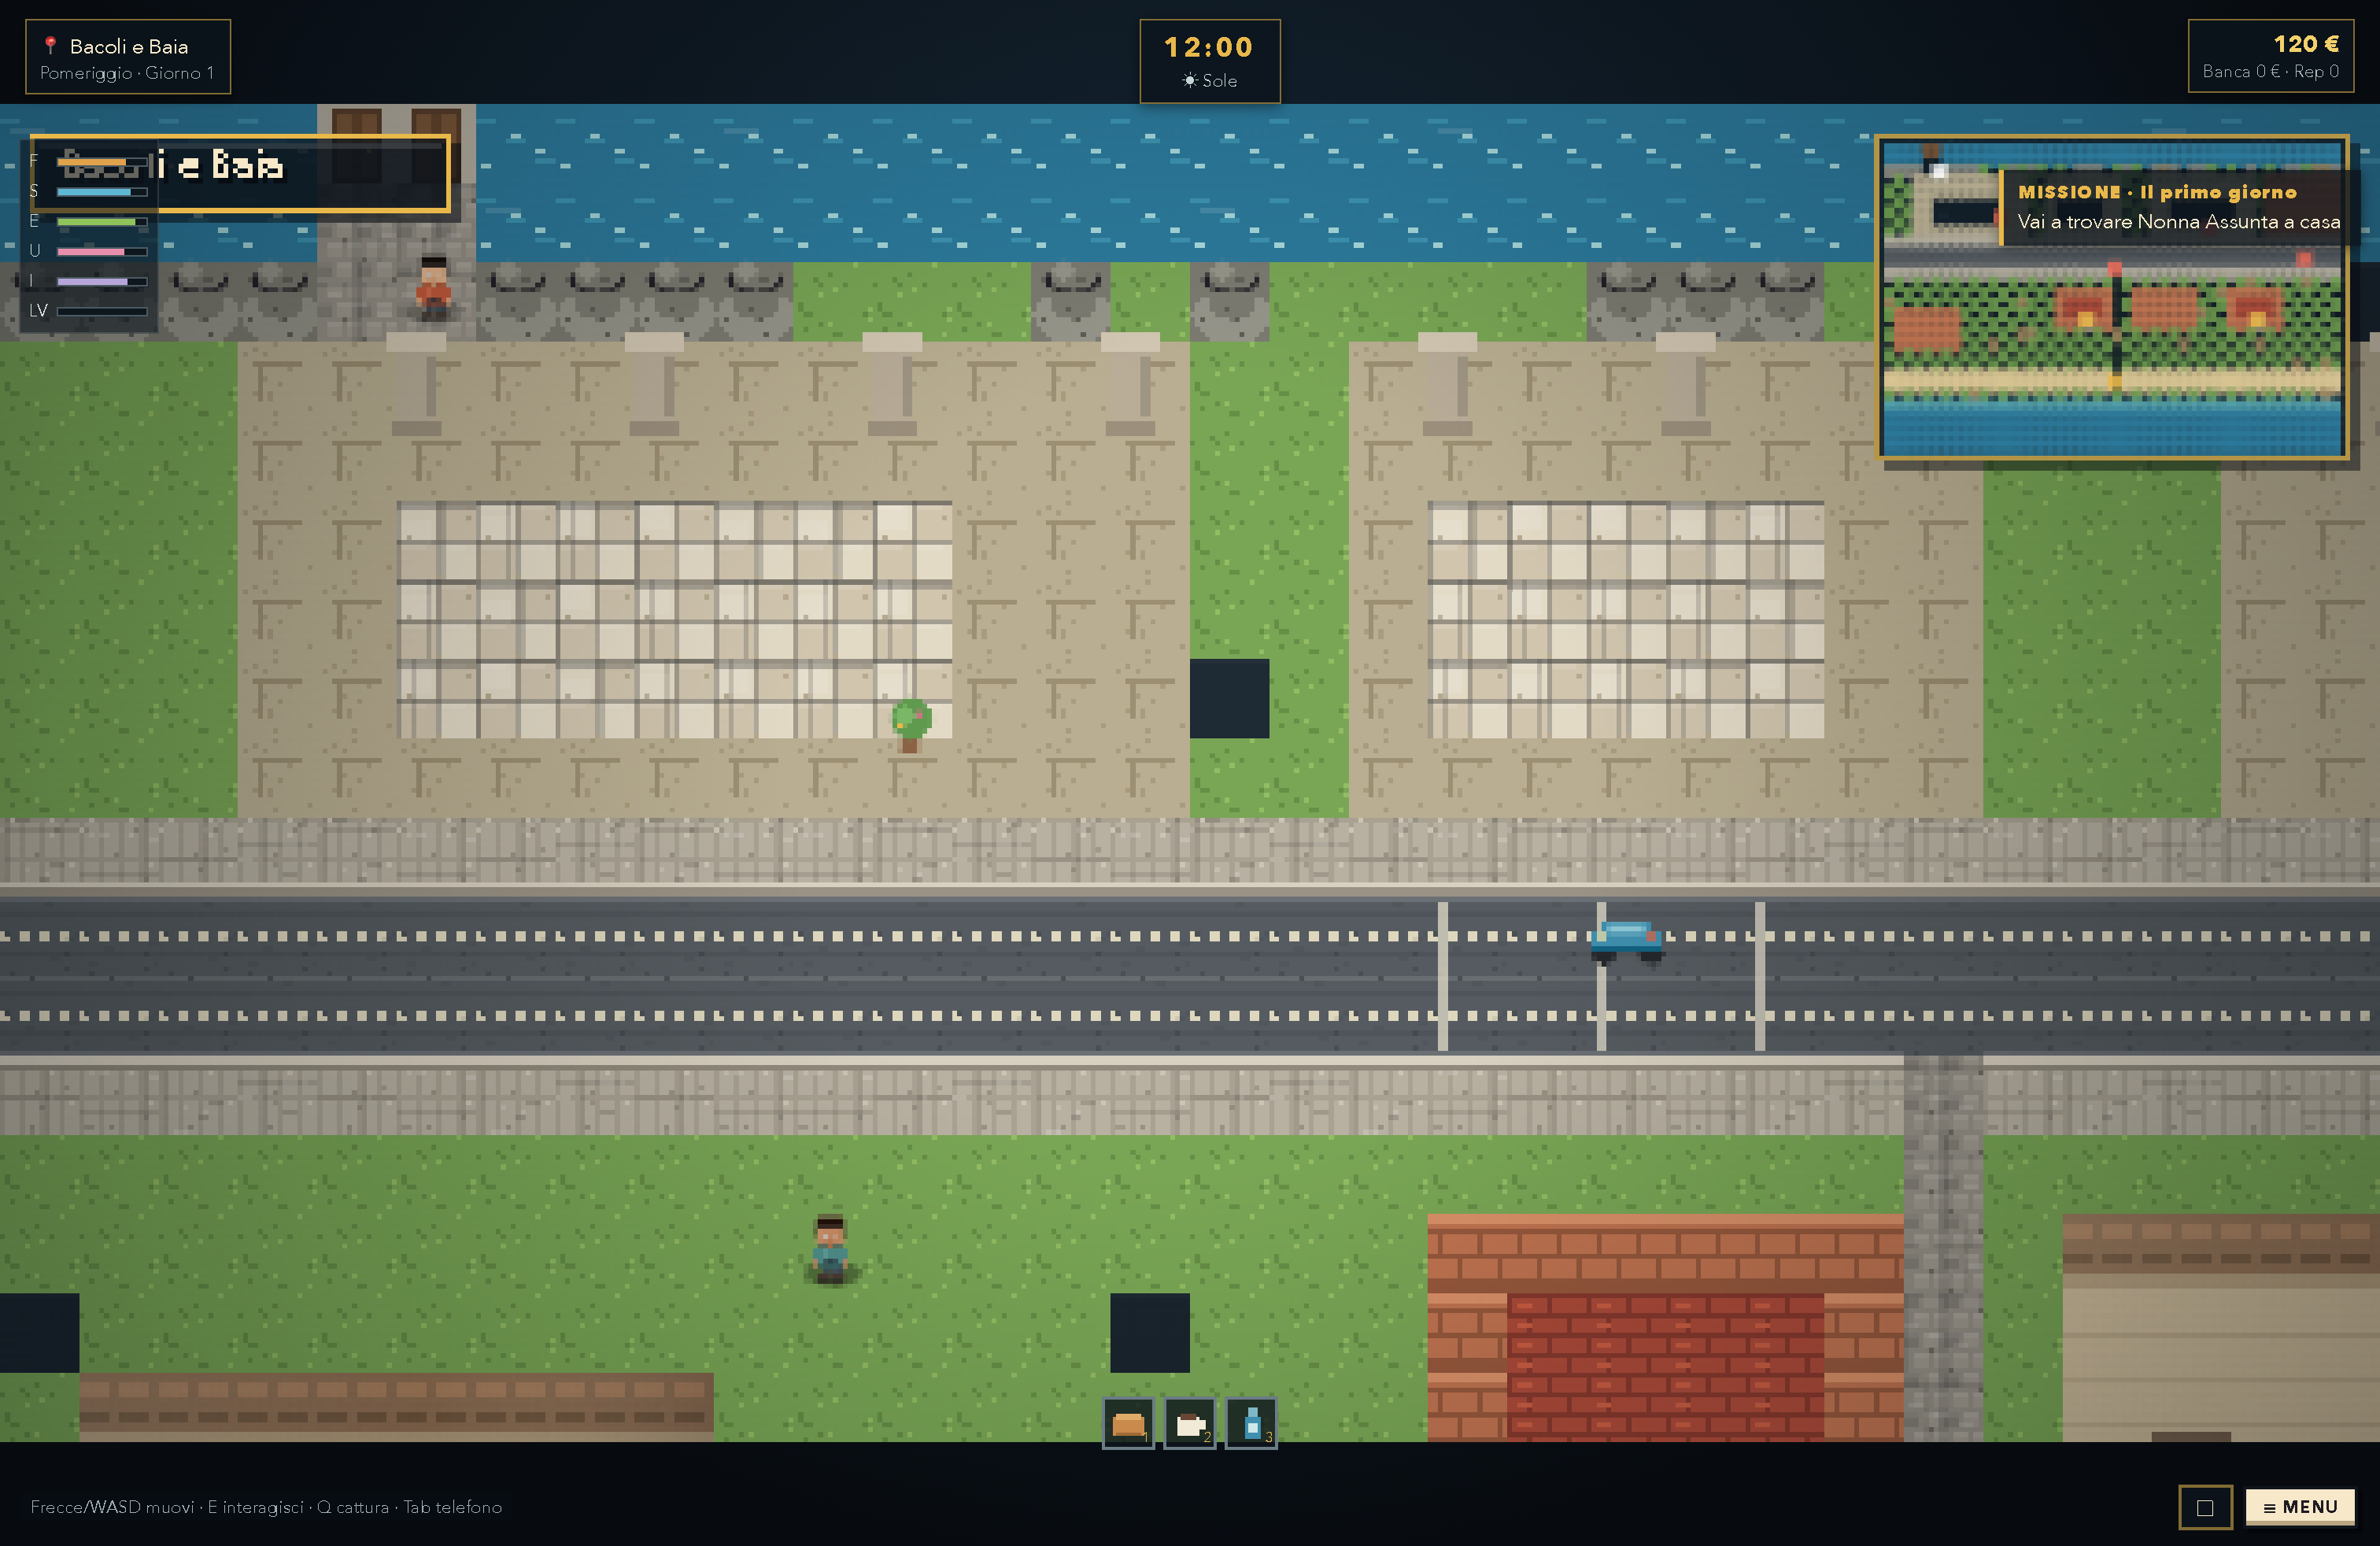 📍 Bacoli e Baia
Pomeriggio · Giorno 1
12:00
☀ Sole
120 €
Banca 0 € · Rep 0
i e Baia
F
S
E
U
I
LV
MISSIONE · Il primo giorno
Vai a trovare Nonna Assunta a casa
1
2
3
Frecce/WASD muovi · E interagisci · Q cattura · Tab telefono
≡ MENU